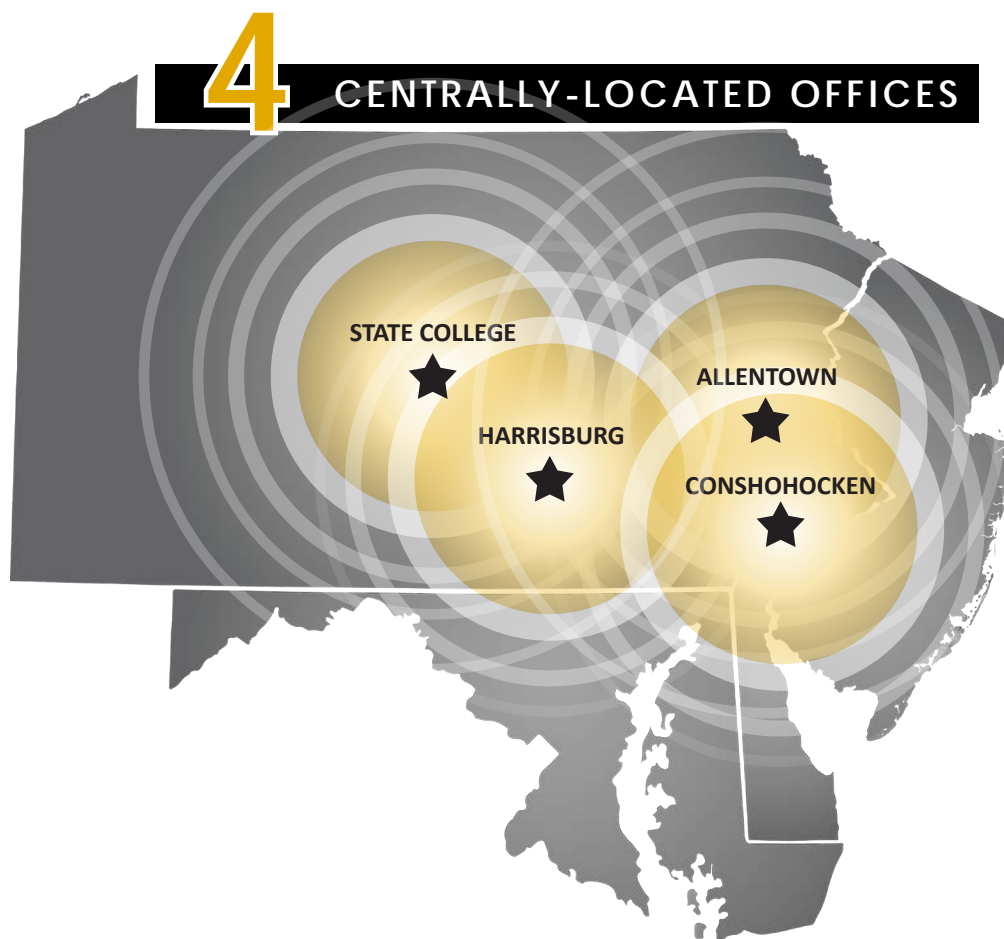 4 CENTRALLY-LOCATED OFFICES
STATE COLLEGE
ALLENTOWN
HARRISBURG
CONSHOHOCKEN